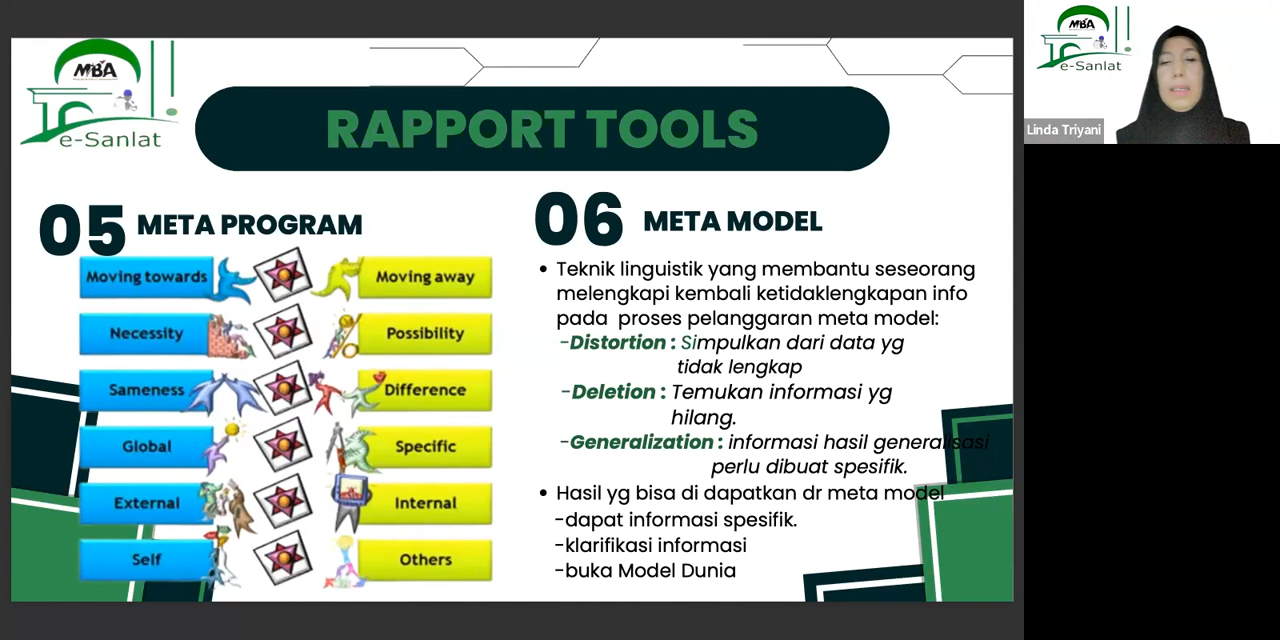 MBA
e-Sanlat
RAPPORT TOOLS
05 META PROGRAM
Moving towards
Moving away
Necessity
Possibility
Sameness
Difference
Global
Specific
External
Internal
Self
Others
06 META MODEL
• Teknik linguistik yang membantu seseorang
melengkapi kembali ketidaklengkapan info
pada proses pelanggaran meta model:
-Distortion : Simpulkan dari data yg
tidak lengkap
-Deletion : Temukan informasi yg
hilang.
-Generalization : informasi hasil generalisasi
perlu dibuat spesifik.
• Hasil yg bisa di dapatkan dr meta model
-dapat informasi spesifik.
-klarifikasi informasi
-buka Model Dunia
MBA
e-Sanlat
Linda Triyani